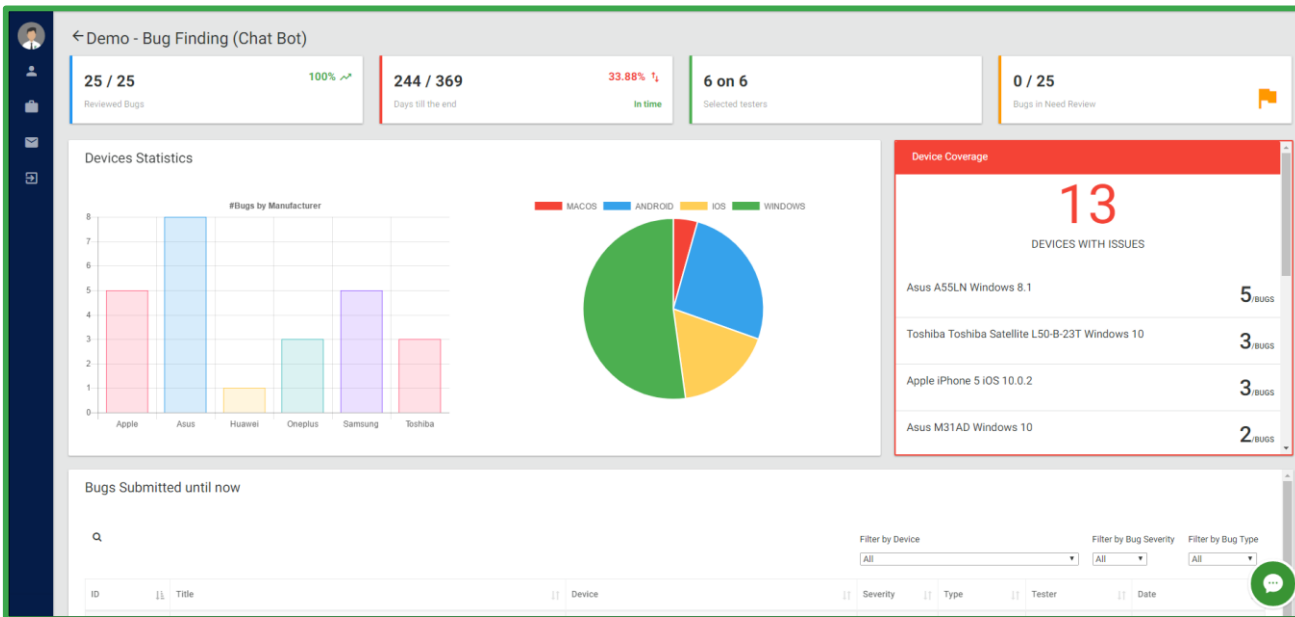 Demo - Bug Finding (Chat Bot)
25 / 25
100%
Reviewed Bugs
244 / 369
33.88%
Days till the end
In time
6 on 6
Selected testers
0 / 25
Bugs in Need Review
Devices Statistics
#Bugs by Manufacturer
8
7
6
5
4
3
2
1
0
Apple Asus Huawei Oneplus Samsung Toshiba
MACOS ANDROID IOS WINDOWS
Device Coverage
13
DEVICES WITH ISSUES
Asus A55LN Windows 8.1
5/BUGS
Toshiba Toshiba Satellite L50-B-23T Windows 10
3/BUGS
Apple iPhone 5 iOS 10.0.2
3/BUGS
Asus M31AD Windows 10
2/BUGS
Bugs Submitted until now
Filter by Device
All
Filter by Bug Severity
All
Filter by Bug Type
All
ID Title Device Severity Type Tester Date